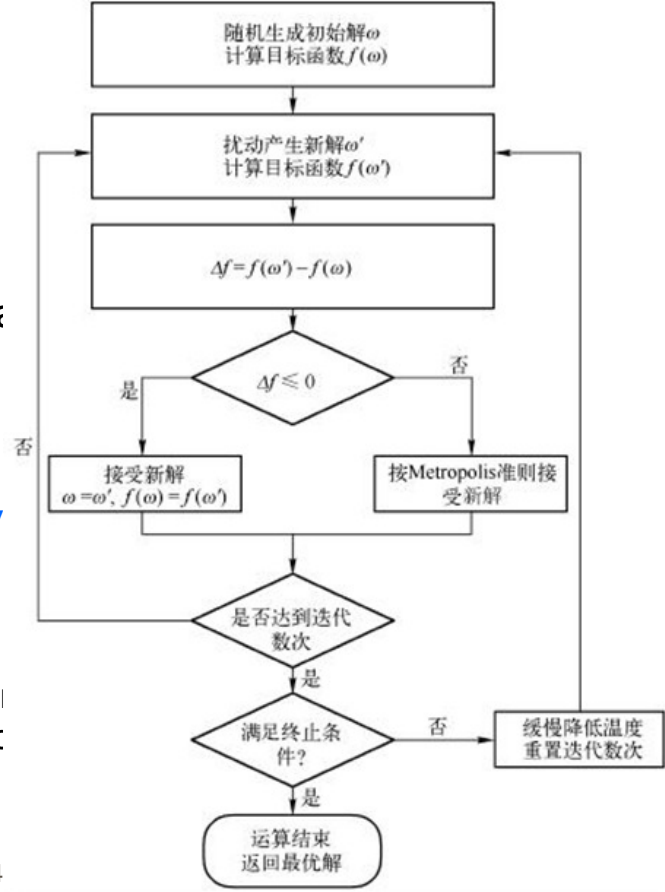 随机生成初始解ω
计算目标函数f(ω)
扰动产生新解ω′
计算目标函数f(ω′)
Δf=f(ω′)−f(ω)
Δf≤0
是
否
接受新解
ω=ω′, f(ω)=f(ω′)
按Metropolis准则接
受新解
否
是否达到迭代
数次
是
满足终止条
件?
否
缓慢降低温度
重置迭代数次
是
运算结束
返回最优解